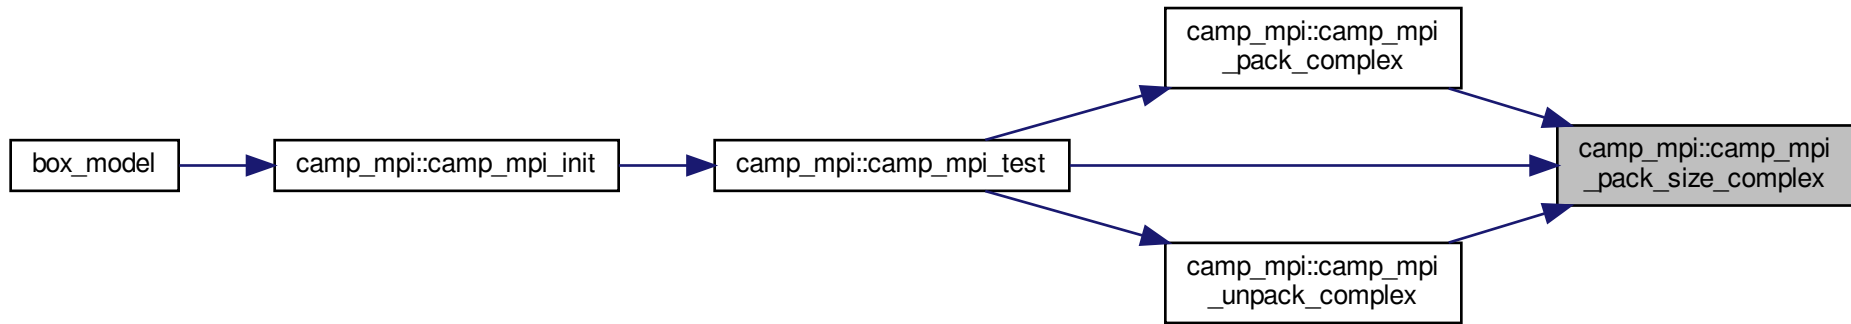 box_model
camp_mpi::camp_mpi_init
camp_mpi::camp_mpi_test
camp_mpi::camp_mpi
_pack_complex
camp_mpi::camp_mpi
_unpack_complex
camp_mpi::camp_mpi
_pack_size_complex